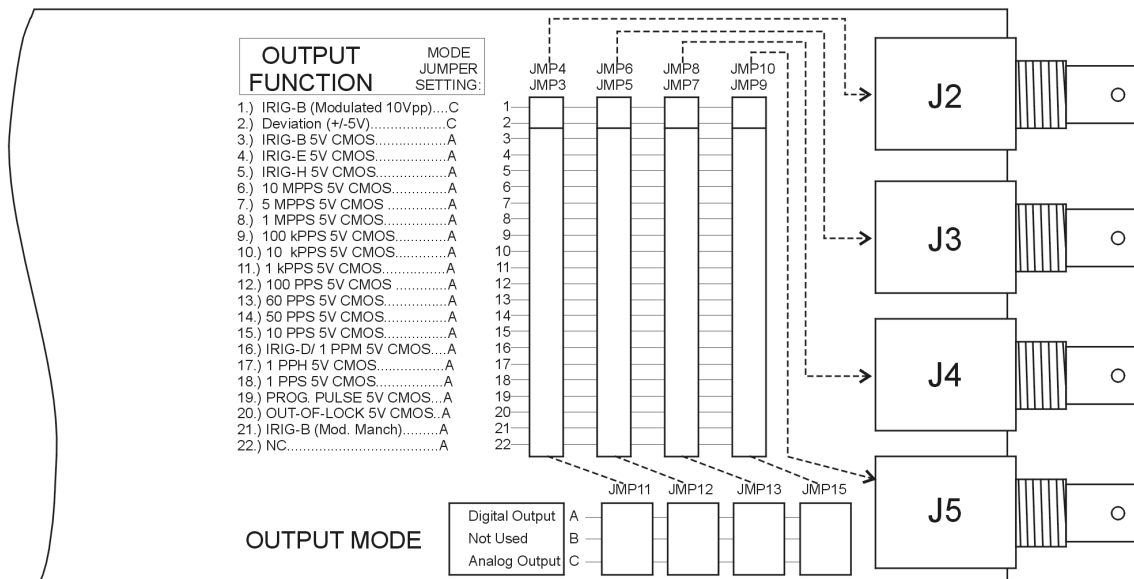 OUTPUT
FUNCTION
MODE
JUMPER
SETTING:
1.) IRIG-B (Modulated 10Vpp)....C
2.) Deviation (+/-5V)..................C
3.) IRIG-B 5V CMOS.................A
4.) IRIG-E 5V CMOS.................A
5.) IRIG-H 5V CMOS.................A
6.) 10 MPPS 5V CMOS..............A
7.) 5 MPPS 5V CMOS ...............A
8.) 1 MPPS 5V CMOS................A
9.) 100 kPPS 5V CMOS.............A
10.) 10 kPPS 5V CMOS.............A
11.) 1 kPPS 5V CMOS...............A
12.) 100 PPS 5V CMOS .............A
13.) 60 PPS 5V CMOS................A
14.) 50 PPS 5V CMOS................A
15.) 10 PPS 5V CMOS................A
16.) IRIG-D/ 1 PPM 5V CMOS....A
17.) 1 PPH 5V CMOS................A
18.) 1 PPS 5V CMOS................A
19.) PROG. PULSE 5V CMOS...A
20.) OUT-OF-LOCK 5V CMOS..A
21.) IRIG-B (Mod. Manch).........A
22.) NC.....................................A
JMP4 JMP6 JMP8 JMP10
JMP3 JMP5 JMP7 JMP9
1
2
3
4
5
6
7
8
9
10
11
12
13
14
15
16
17
18
19
20
21
22
J2
J3
J4
J5
JMP11 JMP12 JMP13 JMP15
OUTPUT MODE
Digital Output A
Not Used B
Analog Output C